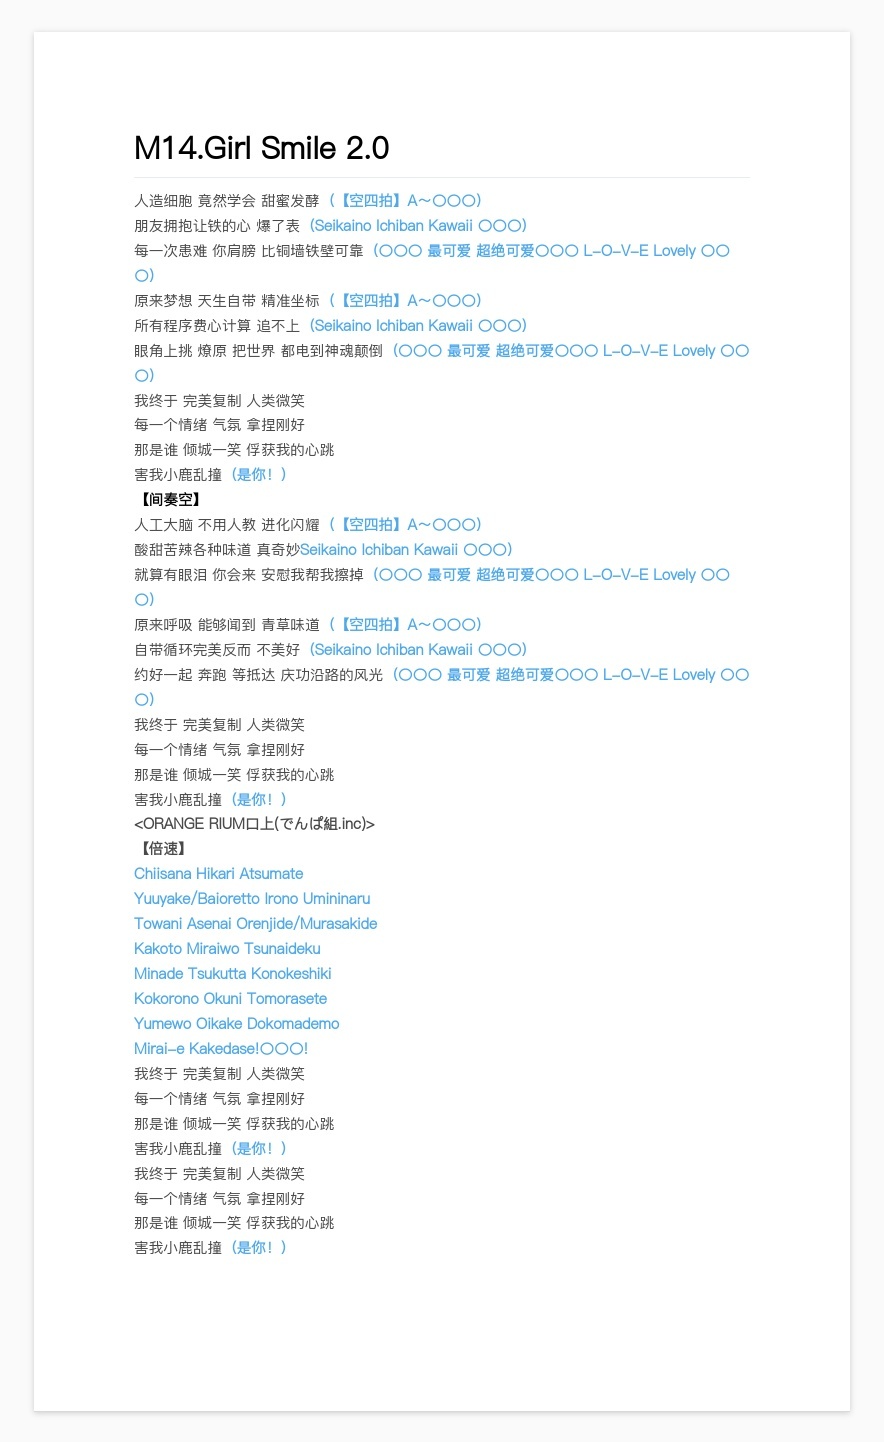 M14.Girl Smile 2.0
人造细胞 竟然学会 甜蜜发酵（【空四拍】A～〇〇〇）
朋友拥抱让铁的心 爆了表（Seikaino Ichiban Kawaii 〇〇〇）
每一次患难 你肩膀 比铜墙铁壁可靠（〇〇〇 最可爱 超绝可爱〇〇〇 L-O-V-E Lovely 〇〇
〇）
原来梦想 天生自带 精准坐标（【空四拍】A～〇〇〇）
所有程序费心计算 追不上（Seikaino Ichiban Kawaii 〇〇〇）
眼角上挑 燎原 把世界 都电到神魂颠倒（〇〇〇 最可爱 超绝可爱〇〇〇 L-O-V-E Lovely 〇〇
〇）
我终于 完美复制 人类微笑
每一个情绪 气氛 拿捏刚好
那是谁 倾城一笑 俘获我的心跳
害我小鹿乱撞（是你！）
【间奏空】
人工大脑 不用人教 进化闪耀（【空四拍】A～〇〇〇）
酸甜苦辣各种味道 真奇妙Seikaino Ichiban Kawaii 〇〇〇）
就算有眼泪 你会来 安慰我帮我擦掉（〇〇〇 最可爱 超绝可爱〇〇〇 L-O-V-E Lovely 〇〇
〇）
原来呼吸 能够闻到 青草味道（【空四拍】A～〇〇〇）
自带循环完美反而 不美好（Seikaino Ichiban Kawaii 〇〇〇）
约好一起 奔跑 等抵达 庆功沿路的风光（〇〇〇 最可爱 超绝可爱〇〇〇 L-O-V-E Lovely 〇〇
〇）
我终于 完美复制 人类微笑
每一个情绪 气氛 拿捏刚好
那是谁 倾城一笑 俘获我的心跳
害我小鹿乱撞（是你！）
<ORANGE RIUM口上(でんぱ組.inc)>
【倍速】
Chiisana Hikari Atsumate
Yuuyake/Baioretto Irono Umininaru
Towani Asenai Orenjide/Murasakide
Kakoto Miraiwo Tsunaideku
Minade Tsukutta Konokeshiki
Kokorono Okuni Tomorasete
Yumewo Oikake Dokomademo
Mirai-e Kakedase!〇〇〇!
我终于 完美复制 人类微笑
每一个情绪 气氛 拿捏刚好
那是谁 倾城一笑 俘获我的心跳
害我小鹿乱撞（是你！）
我终于 完美复制 人类微笑
每一个情绪 气氛 拿捏刚好
那是谁 倾城一笑 俘获我的心跳
害我小鹿乱撞（是你！）